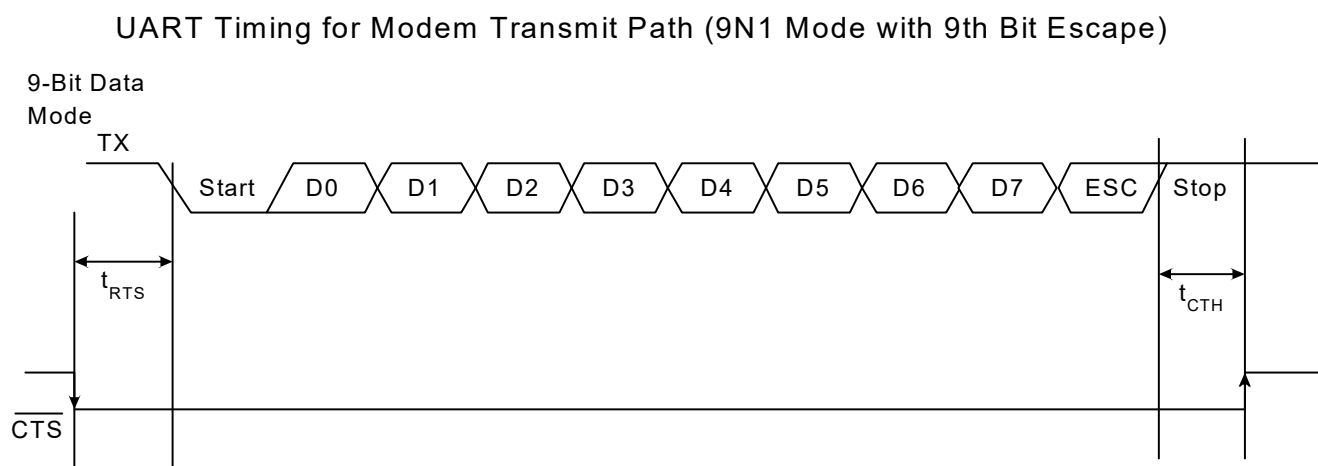 UART Timing for Modem Transmit Path (9N1 Mode with 9th Bit Escape)
9-Bit Data
Mode
TX
Start D0 D1 D2 D3 D4 D5 D6 D7 ESC Stop
tRTS
tCTH
CTS